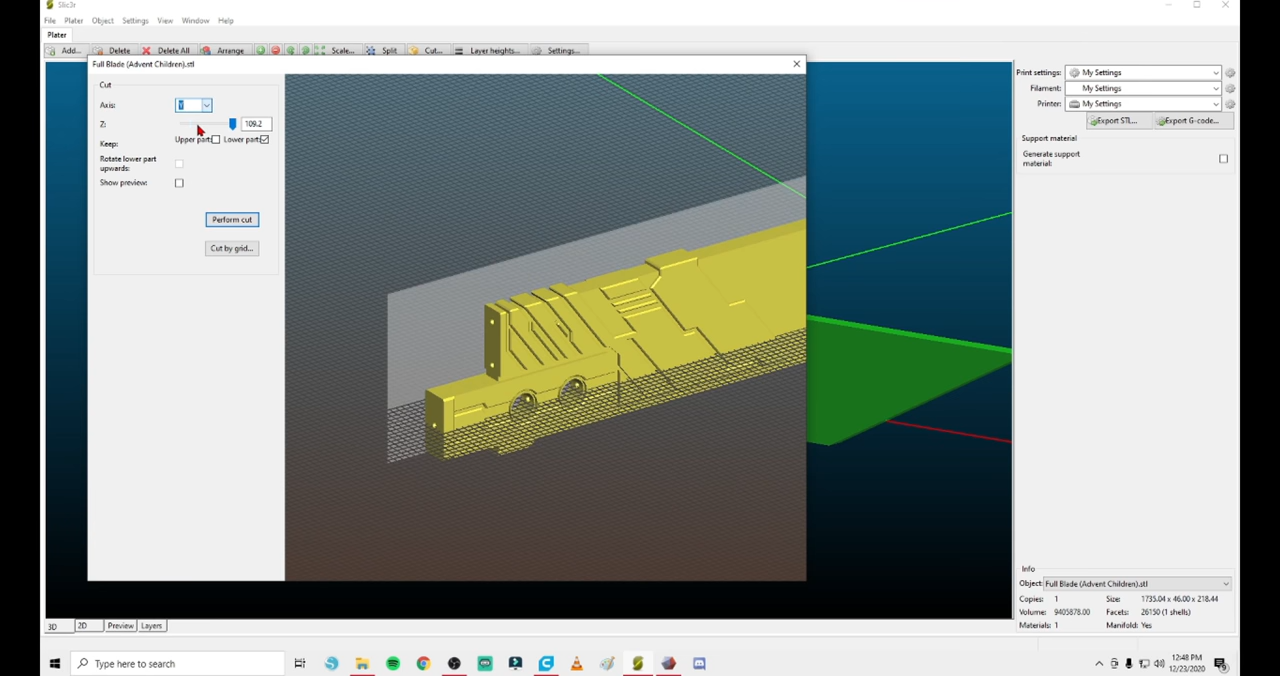 Slic3r
File Plater Object Settings View Window Help
Plater
Add... Delete Delete All Arrange Scale... Split Cut... Layer heights... Settings...
Full Blade (Advent Children).stl
Cut
Axis:
Z: 109.2
Keep: Upper part: Lower part:
Rotate lower part
upwards:
Show preview:
Perform cut
Cut by grid...
Print settings: My Settings
Filament: My Settings
Printer: My Settings
Export STL... Export G-code...
Support material
Generate support
material:
Info
Object: Full Blade (Advent Children).stl
Copies: 1 Size: 1735.04 x 46.00 x 218.44
Volume: 9405878.00 Facets: 26150 (1 shells)
Materials: 1 Manifold: Yes
3D 2D Preview Layers
Type here to search
12:48 PM
12/23/2020